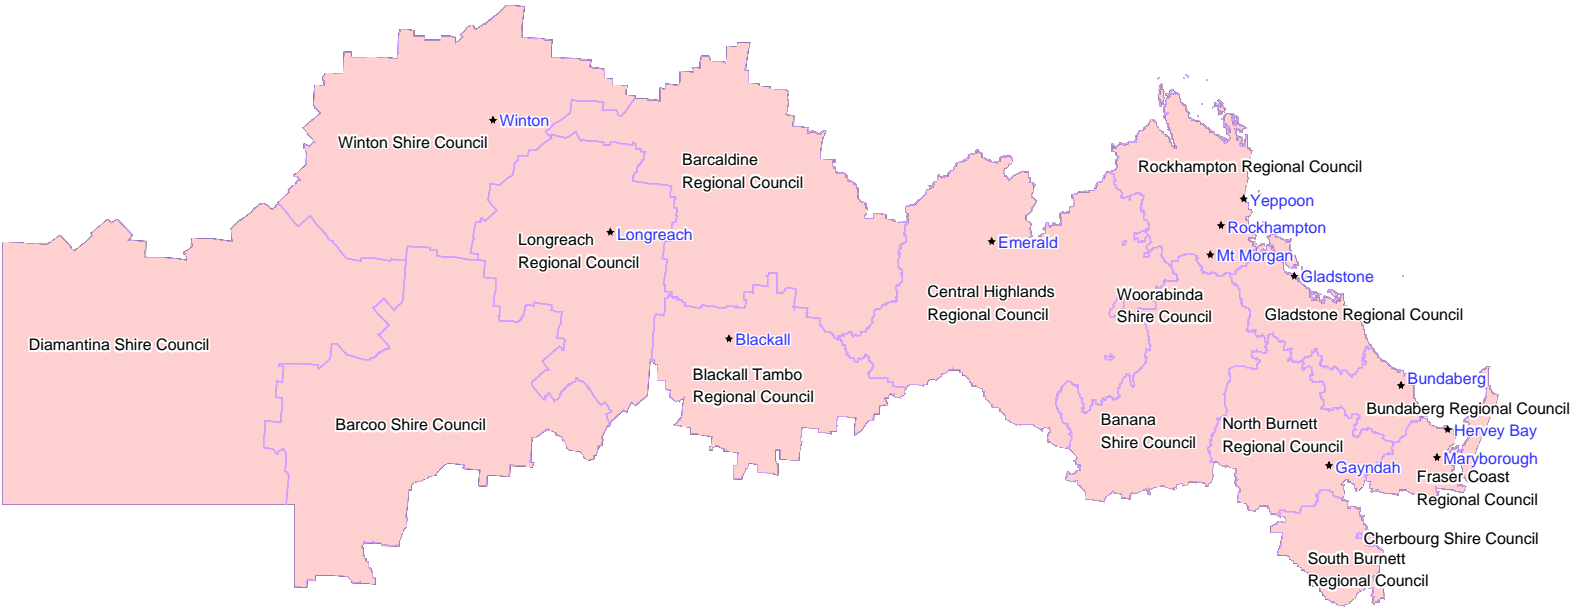 Winton
Winton Shire Council
Barcaldine
Regional Council
Rockhampton Regional Council
Yeppoon
Rockhampton
Longreach
Longreach
Regional Council
Emerald
Mt Morgan
Gladstone
Central Highlands
Regional Council
Woorabinda
Shire Council
Gladstone Regional Council
Diamantina Shire Council
Blackall
Blackall Tambo
Regional Council
Bundaberg
Bundaberg Regional Council
Barcoo Shire Council
Banana
Shire Council
North Burnett
Regional Council
Hervey Bay
Maryborough
Gayndah
Fraser Coast
Regional Council
Cherbourg Shire Council
South Burnett
Regional Council